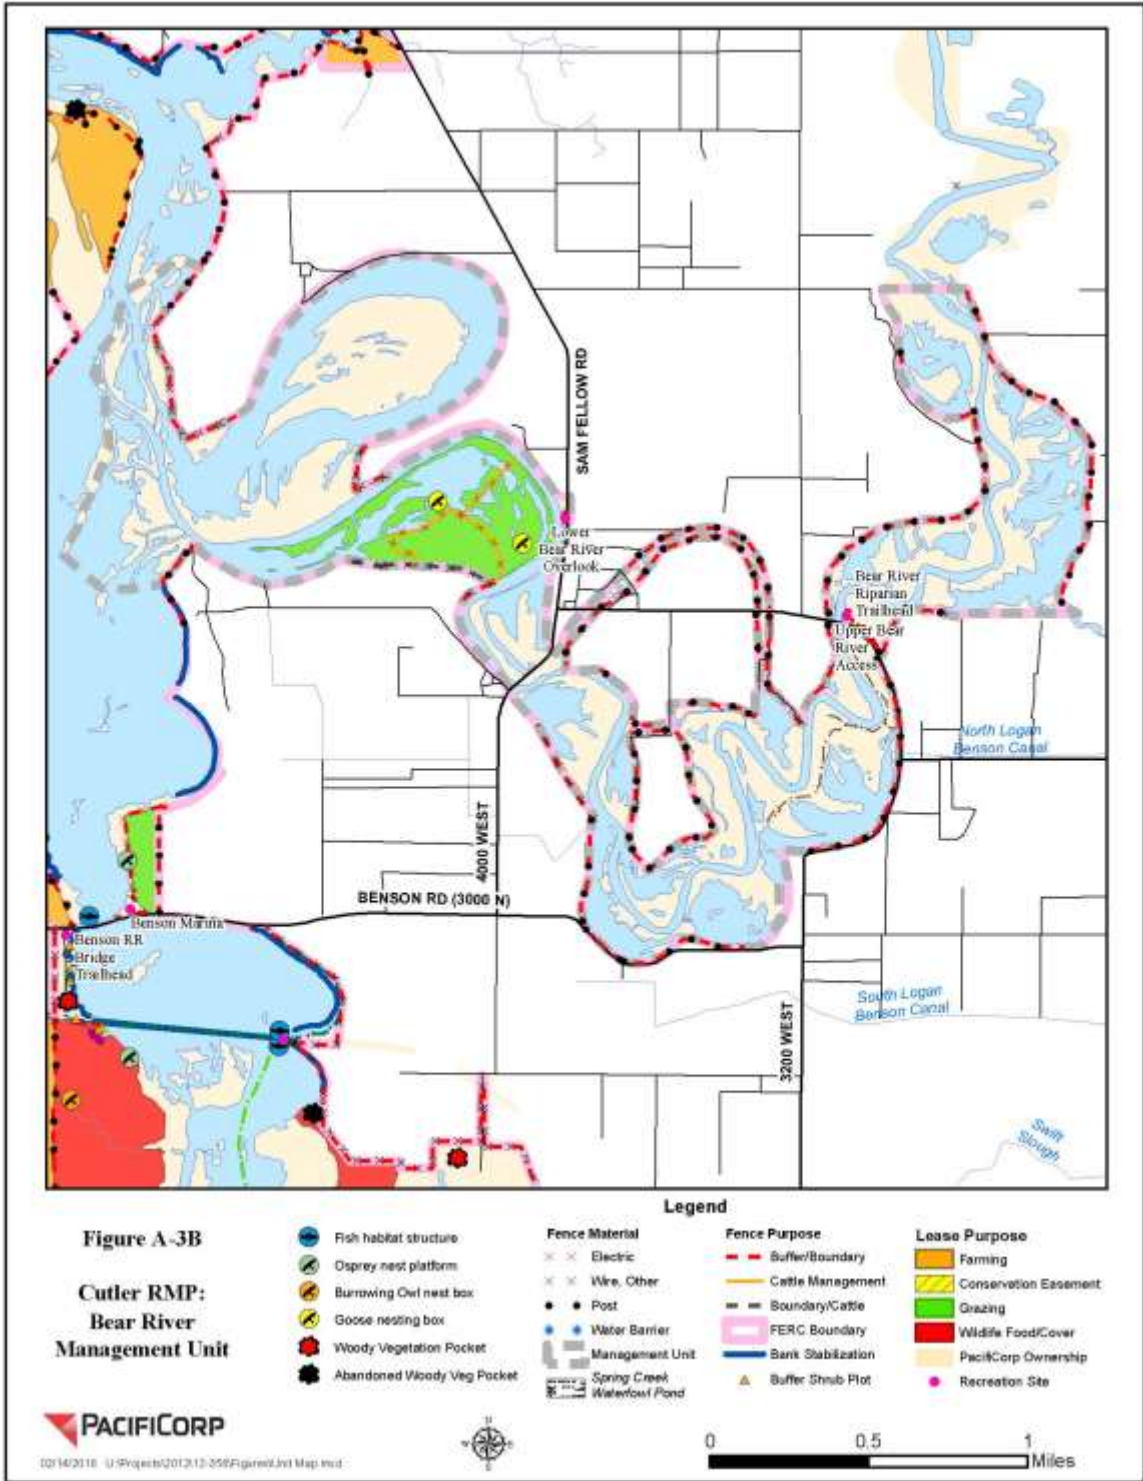 SAM FELLOW RD
Lower
Bear River
Overlook
Bear River
Riparian
Trailhead
Upper Bear
River
Access
North Logan
Benson Canal
4000 WEST
BENSON RD (3000 N)
Benson Marina
Benson RR
Bridge
Trailhead
South Logan
Benson Canal
3200 WEST
Swift
Slough
Legend
Figure A-3B
Cutler RMP:
Bear River
Management Unit
Fish habitat structure
Osprey nest platform
Burrowing Owl nest box
Goose nesting box
Woody Vegetation Pocket
Abandoned Woody Veg Pocket
Fence Material
Electric
Wire, Other
Post
Water Barrier
Management Unit
Spring Creek
Waterfowl Pond
Fence Purpose
Buffer/Boundary
Cattle Management
Boundary/Cattle
FERC Boundary
Bank Stabilization
Buffer Shrub Plot
Lease Purpose
Farming
Conservation Easement
Grazing
Wildlife Food/Cover
PacifiCorp Ownership
Recreation Site
PACIFICORP
N
W E
S
0 0.5 1
Miles